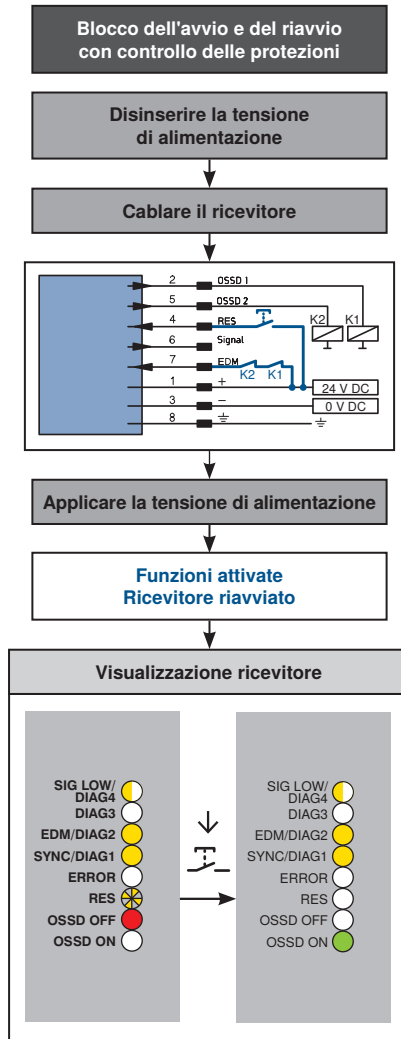 Blocco dell'avvio e del riavvio
con controllo delle protezioni
Disinserire la tensione
di alimentazione
Cablare il ricevitore
2 OSSD 1
5 OSSD 2
4 RES
K2 K1
6 Signal
7 EDM
K2 K1
1 +
24 V DC
3 –
0 V DC
8
Applicare la tensione di alimentazione
Funzioni attivate
Ricevitore riavviato
Visualizzazione ricevitore
SIG LOW/
DIAG4
DIAG3
EDM/DIAG2
SYNC/DIAG1
ERROR
RES
OSSD OFF
OSSD ON
SIG LOW/
DIAG4
DIAG3
EDM/DIAG2
SYNC/DIAG1
ERROR
RES
OSSD OFF
OSSD ON